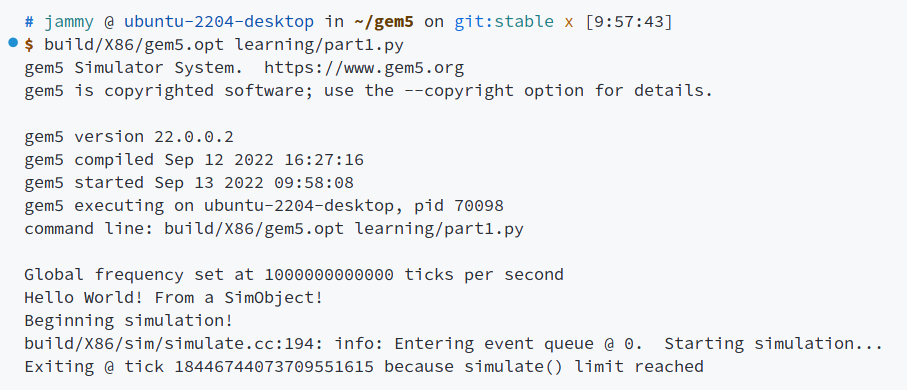 # jammy @ ubuntu-2204-desktop in ~/gem5 on git:stable x [9:57:43]
$ build/X86/gem5.opt learning/part1.py
gem5 Simulator System.  https://www.gem5.org
gem5 is copyrighted software; use the --copyright option for details.

gem5 version 22.0.0.2
gem5 compiled Sep 12 2022 16:27:16
gem5 started Sep 13 2022 09:58:08
gem5 executing on ubuntu-2204-desktop, pid 70098
command line: build/X86/gem5.opt learning/part1.py

Global frequency set at 1000000000000 ticks per second
Hello World! From a SimObject!
Beginning simulation!
build/X86/sim/simulate.cc:194: info: Entering event queue @ 0.  Starting simulation...
Exiting @ tick 18446744073709551615 because simulate() limit reached